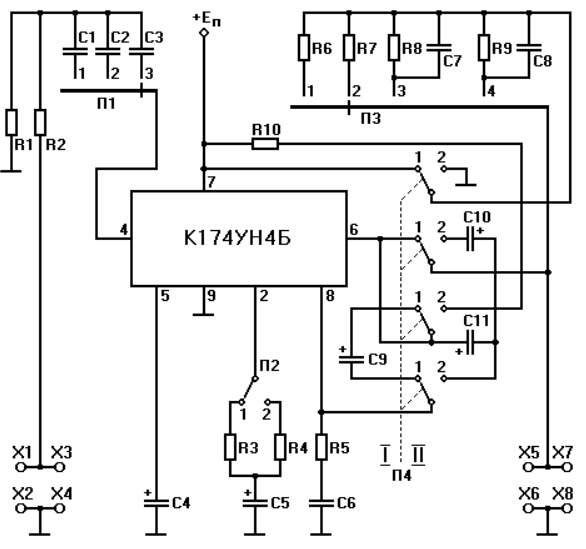 +Eп
C1 C2 C3
1 2 3
П1
R1 R2
R6 R7 R8 C7 R9 C8
1 2 3 4
П3
R10
7
1 2
К174УН4Б
4
6
1 2
C10
+
5 9 2 8
1 2
C11
+
+
C9
1 2
П2
1 2
R3 R4 R5
I II
П4
X1 X3
X2 X4
+
C4
+
C5
C6
X5 X7
X6 X8